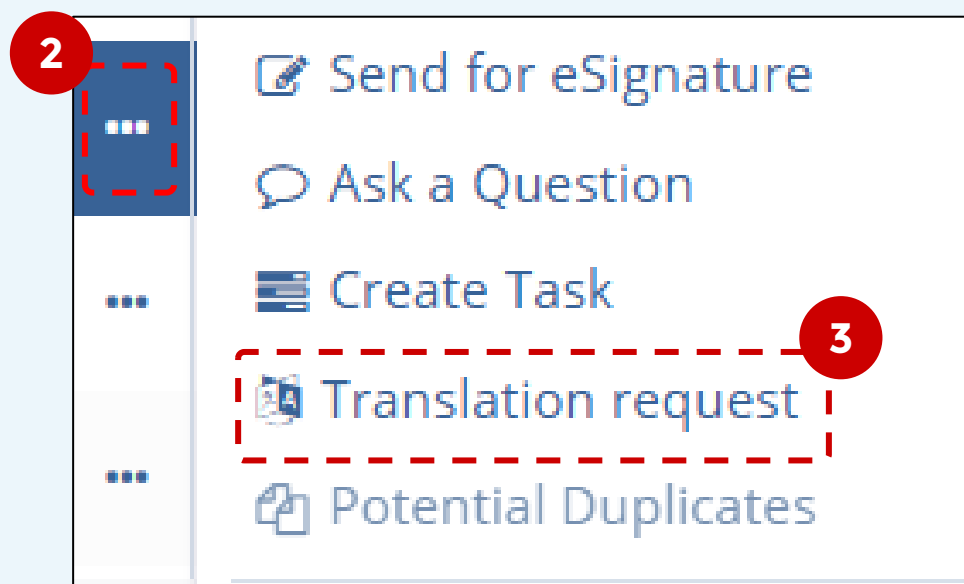 2
... Send for eSignature
Ask a Question
... Create Task
3
Translation request
... Potential Duplicates